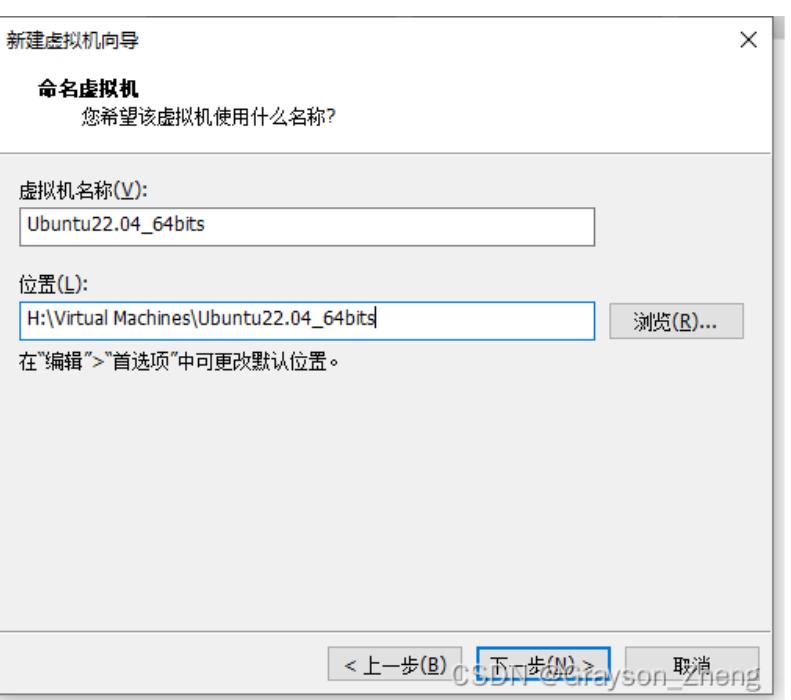 新建虚拟机向导
命名虚拟机
您希望该虚拟机使用什么名称?
虚拟机名称(V):
Ubuntu22.04_64bits
位置(L):
H:\Virtual Machines\Ubuntu22.04_64bits
浏览(R)...
在"编辑">"首选项"中可更改默认位置。
< 上一步(B) 下一步(N) > 取消
CSDN @Grayson_Zheng